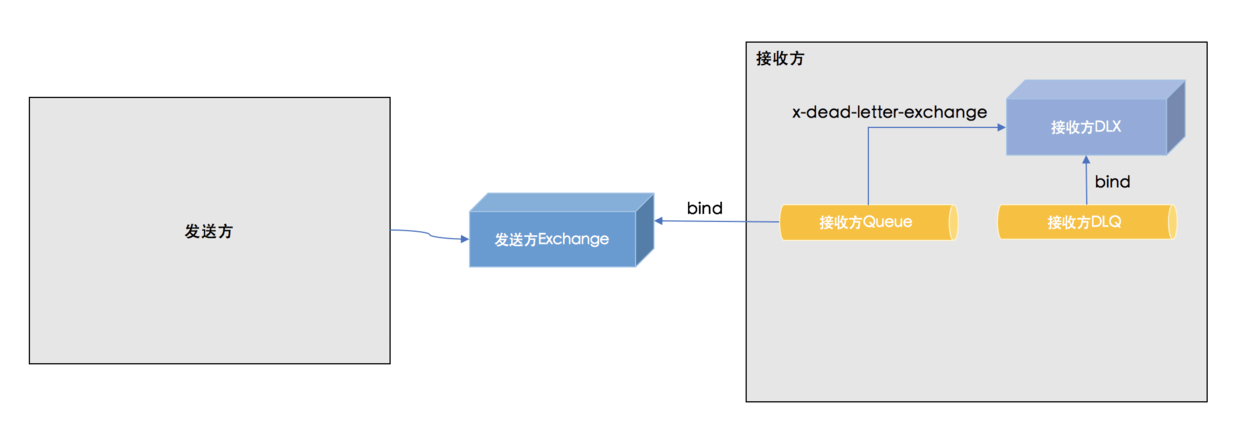 接收方
x-dead-letter-exchange
接收方DLX
bind
bind
接收方Queue
接收方DLQ
发送方
发送方Exchange